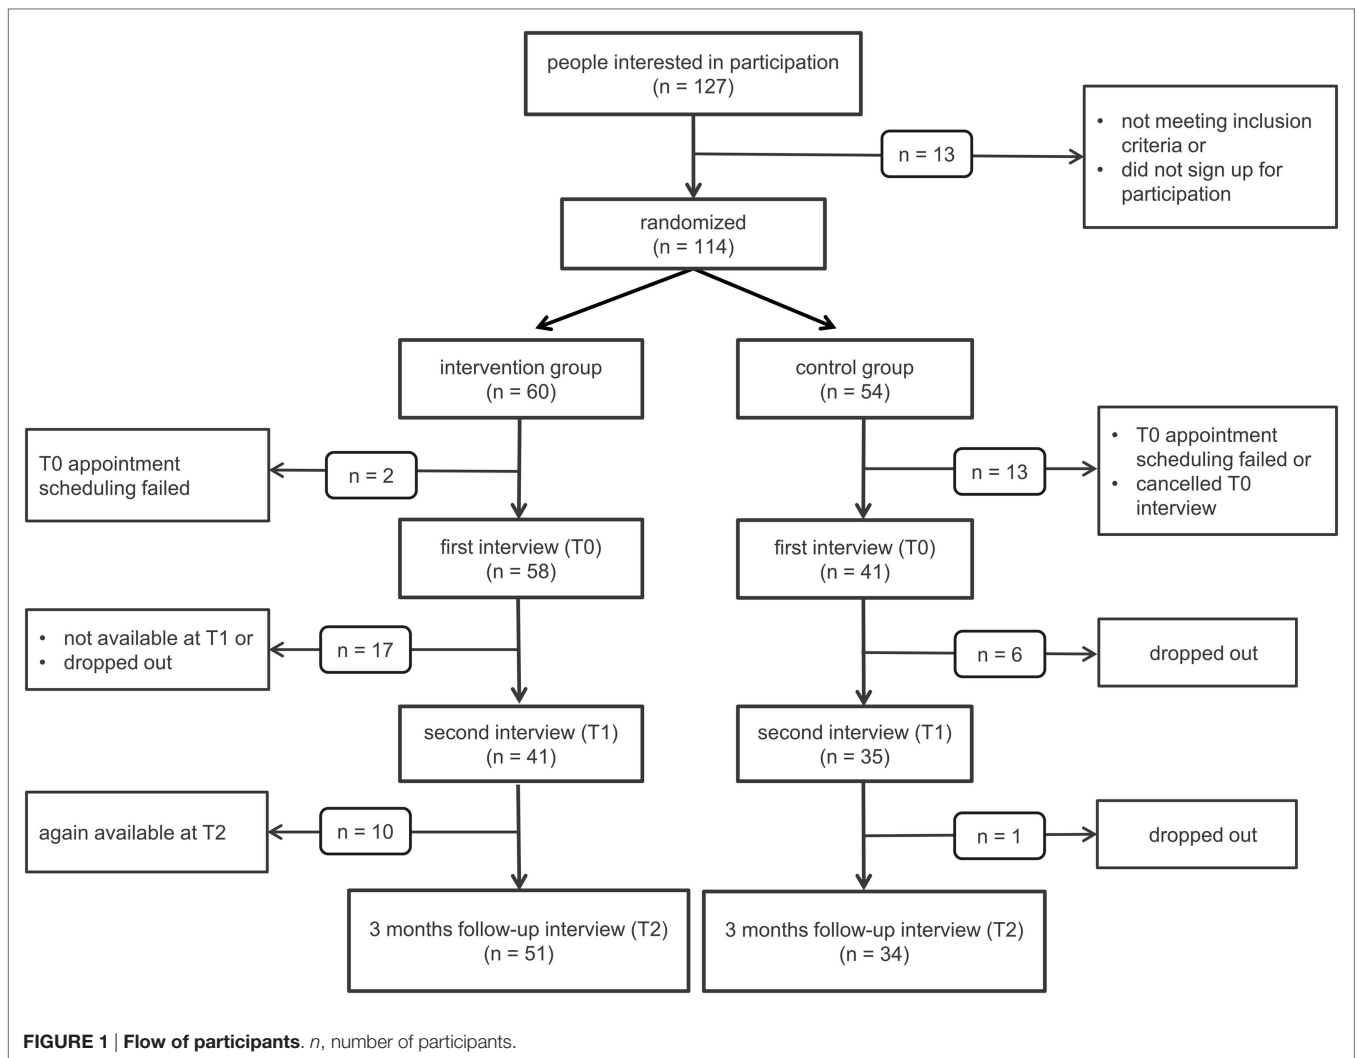 people interested in participation
(n = 127)
n = 13
• not meeting inclusion
criteria or
• did not sign up for
participation
randomized
(n = 114)
intervention group
(n = 60)
control group
(n = 54)
T0 appointment
scheduling failed
n = 2
n = 13
• T0 appointment
scheduling failed or
• cancelled T0
interview
first interview (T0)
(n = 58)
first interview (T0)
(n = 41)
• not available at T1 or
• dropped out
n = 17
n = 6
dropped out
second interview (T1)
(n = 41)
second interview (T1)
(n = 35)
again available at T2
n = 10
n = 1
dropped out
3 months follow-up interview (T2)
(n = 51)
3 months follow-up interview (T2)
(n = 34)
FIGURE 1 | Flow of participants. n, number of participants.